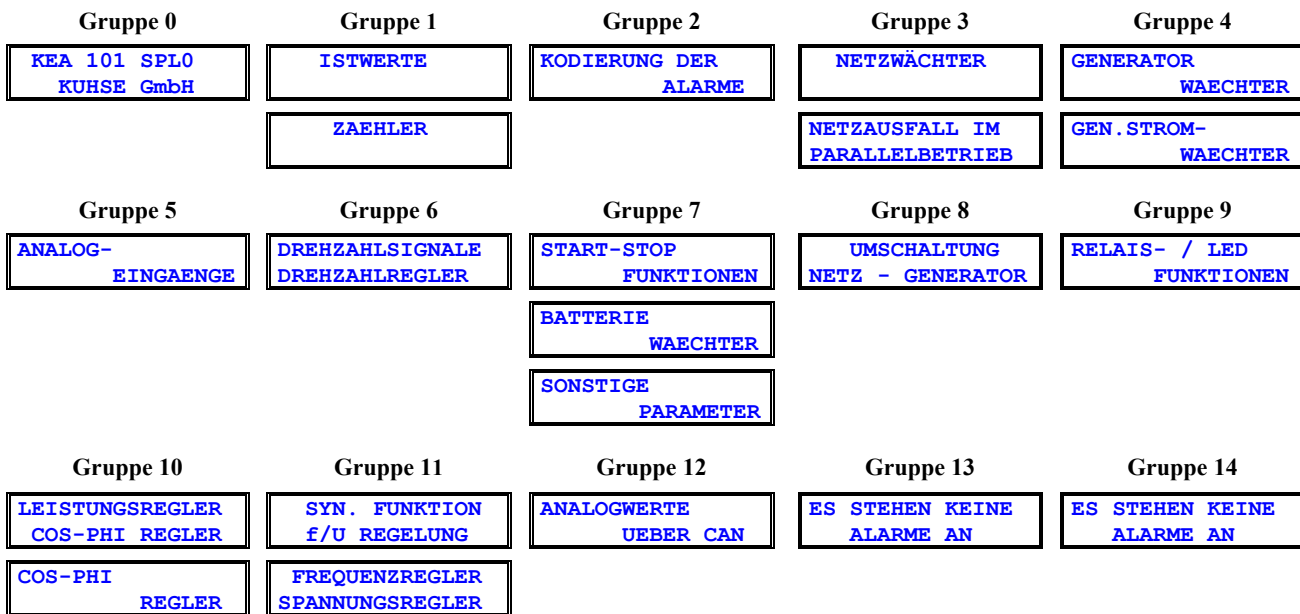 Gruppe 0
Gruppe 1
Gruppe 2
Gruppe 3
Gruppe 4
KEA 101 SPL0
KUHSE GmbH
ISTWERTE
KODIERUNG DER
ALARME
NETZWÄCHTER
GENERATOR
WAECHTER
ZAEHLER
NETZAUSFALL IM
PARALLELBETRIEB
GEN.STROM-
WAECHTER
Gruppe 5
Gruppe 6
Gruppe 7
Gruppe 8
Gruppe 9
ANALOG-
EINGAENGE
DREHZAHLSIGNALE
DREHZAHLREGLER
START-STOP
FUNKTIONEN
UMSCHALTUNG
NETZ - GENERATOR
RELAIS- / LED
FUNKTIONEN
BATTERIE
WAECHTER
SONSTIGE
PARAMETER
Gruppe 10
Gruppe 11
Gruppe 12
Gruppe 13
Gruppe 14
LEISTUNGSREGLER
COS-PHI REGLER
SYN. FUNKTION
f/U REGELUNG
ANALOGWERTE
UEBER CAN
ES STEHEN KEINE
ALARME AN
ES STEHEN KEINE
ALARME AN
COS-PHI
REGLER
FREQUENZREGLER
SPANNUNGSREGLER